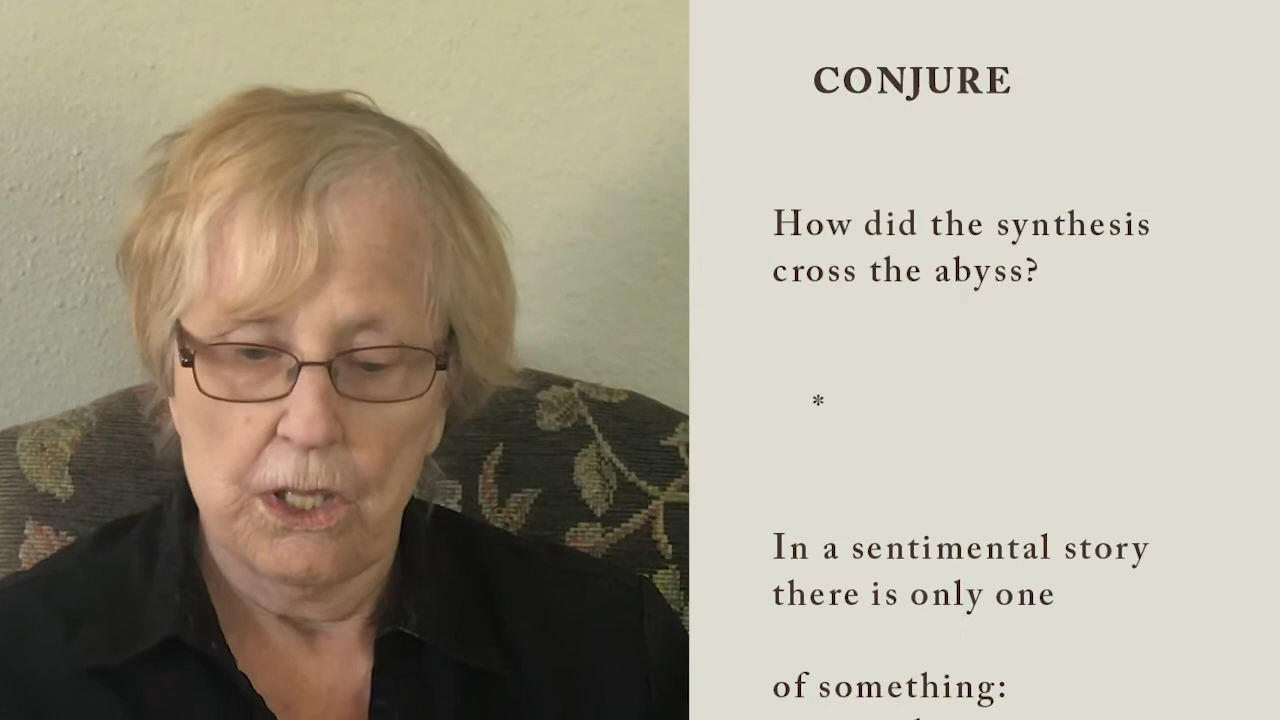 CONJURE
How did the synthesis
cross the abyss?
*
In a sentimental story
there is only one
of something: